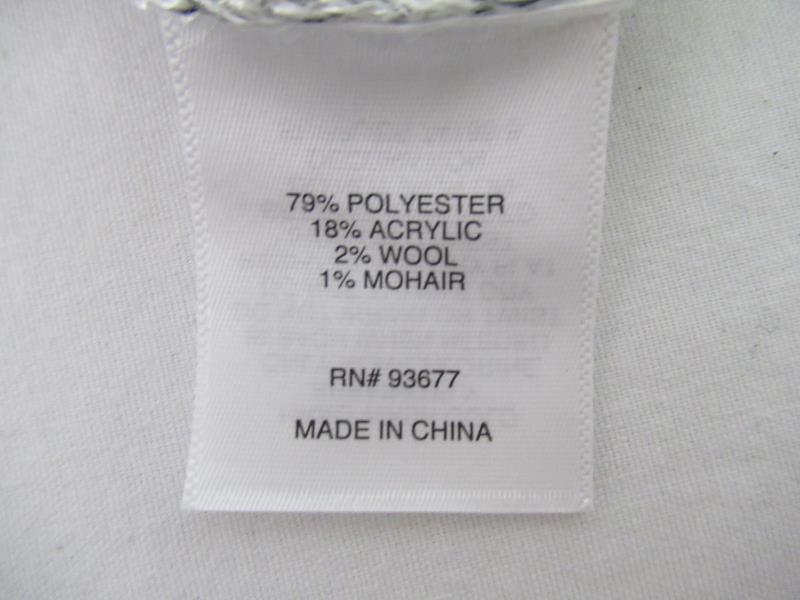 79% POLYESTER
18% ACRYLIC
2% WOOL
1% MOHAIR
RN# 93677
MADE IN CHINA